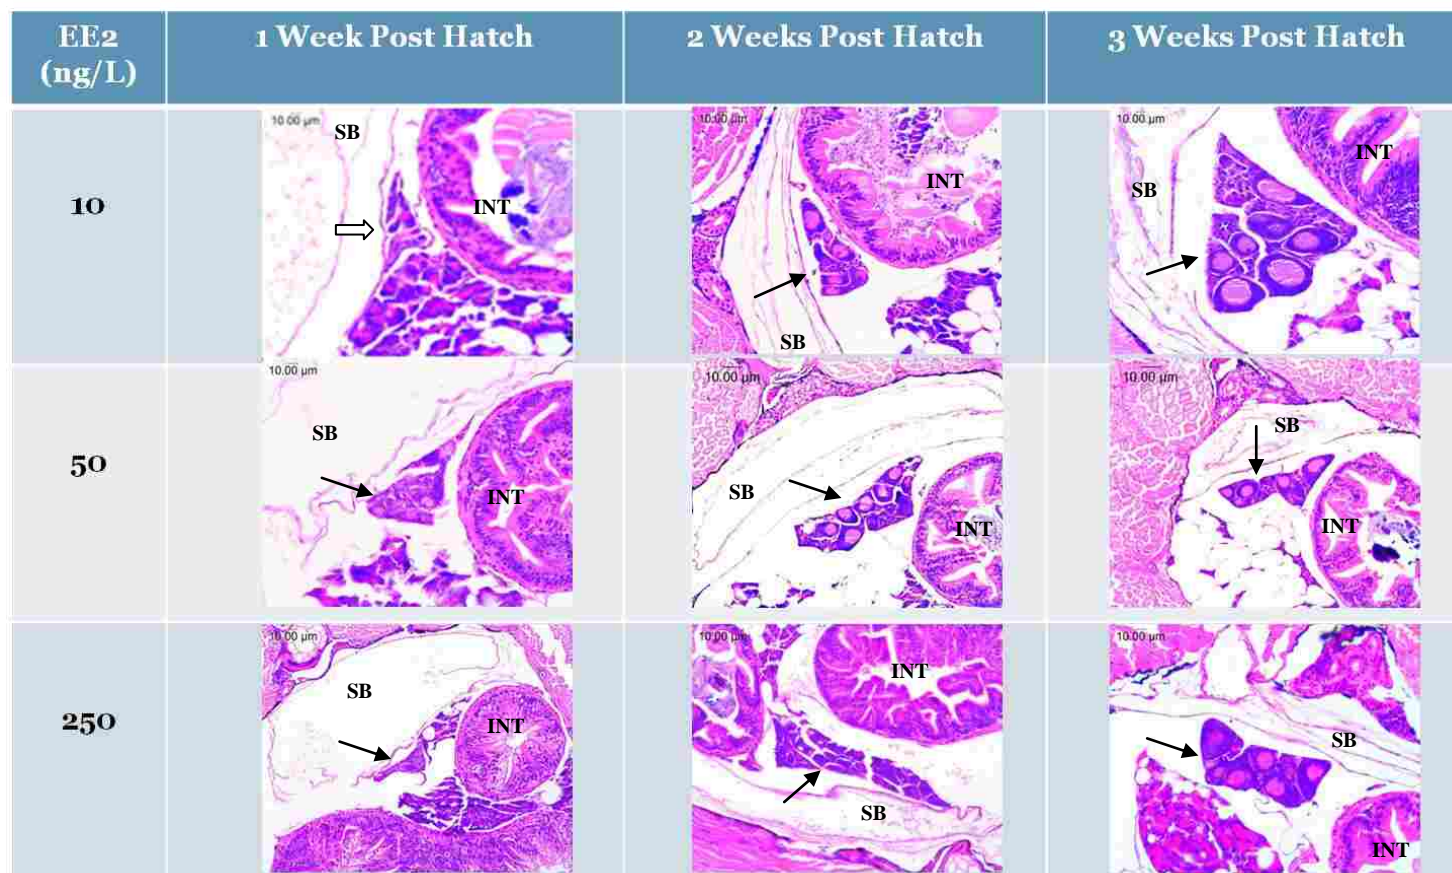 EE2
(ng/L)
1 Week Post Hatch
2 Weeks Post Hatch
3 Weeks Post Hatch
10
10.00 µm
SB
INT
10.00 µm
INT
SB
10.00 µm
INT
SB
50
10.00 µm
SB
INT
10.00 µm
SB
INT
10.00 µm
SB
INT
250
10.00 µm
SB
INT
10.00 µm
INT
SB
10.00 µm
SB
INT